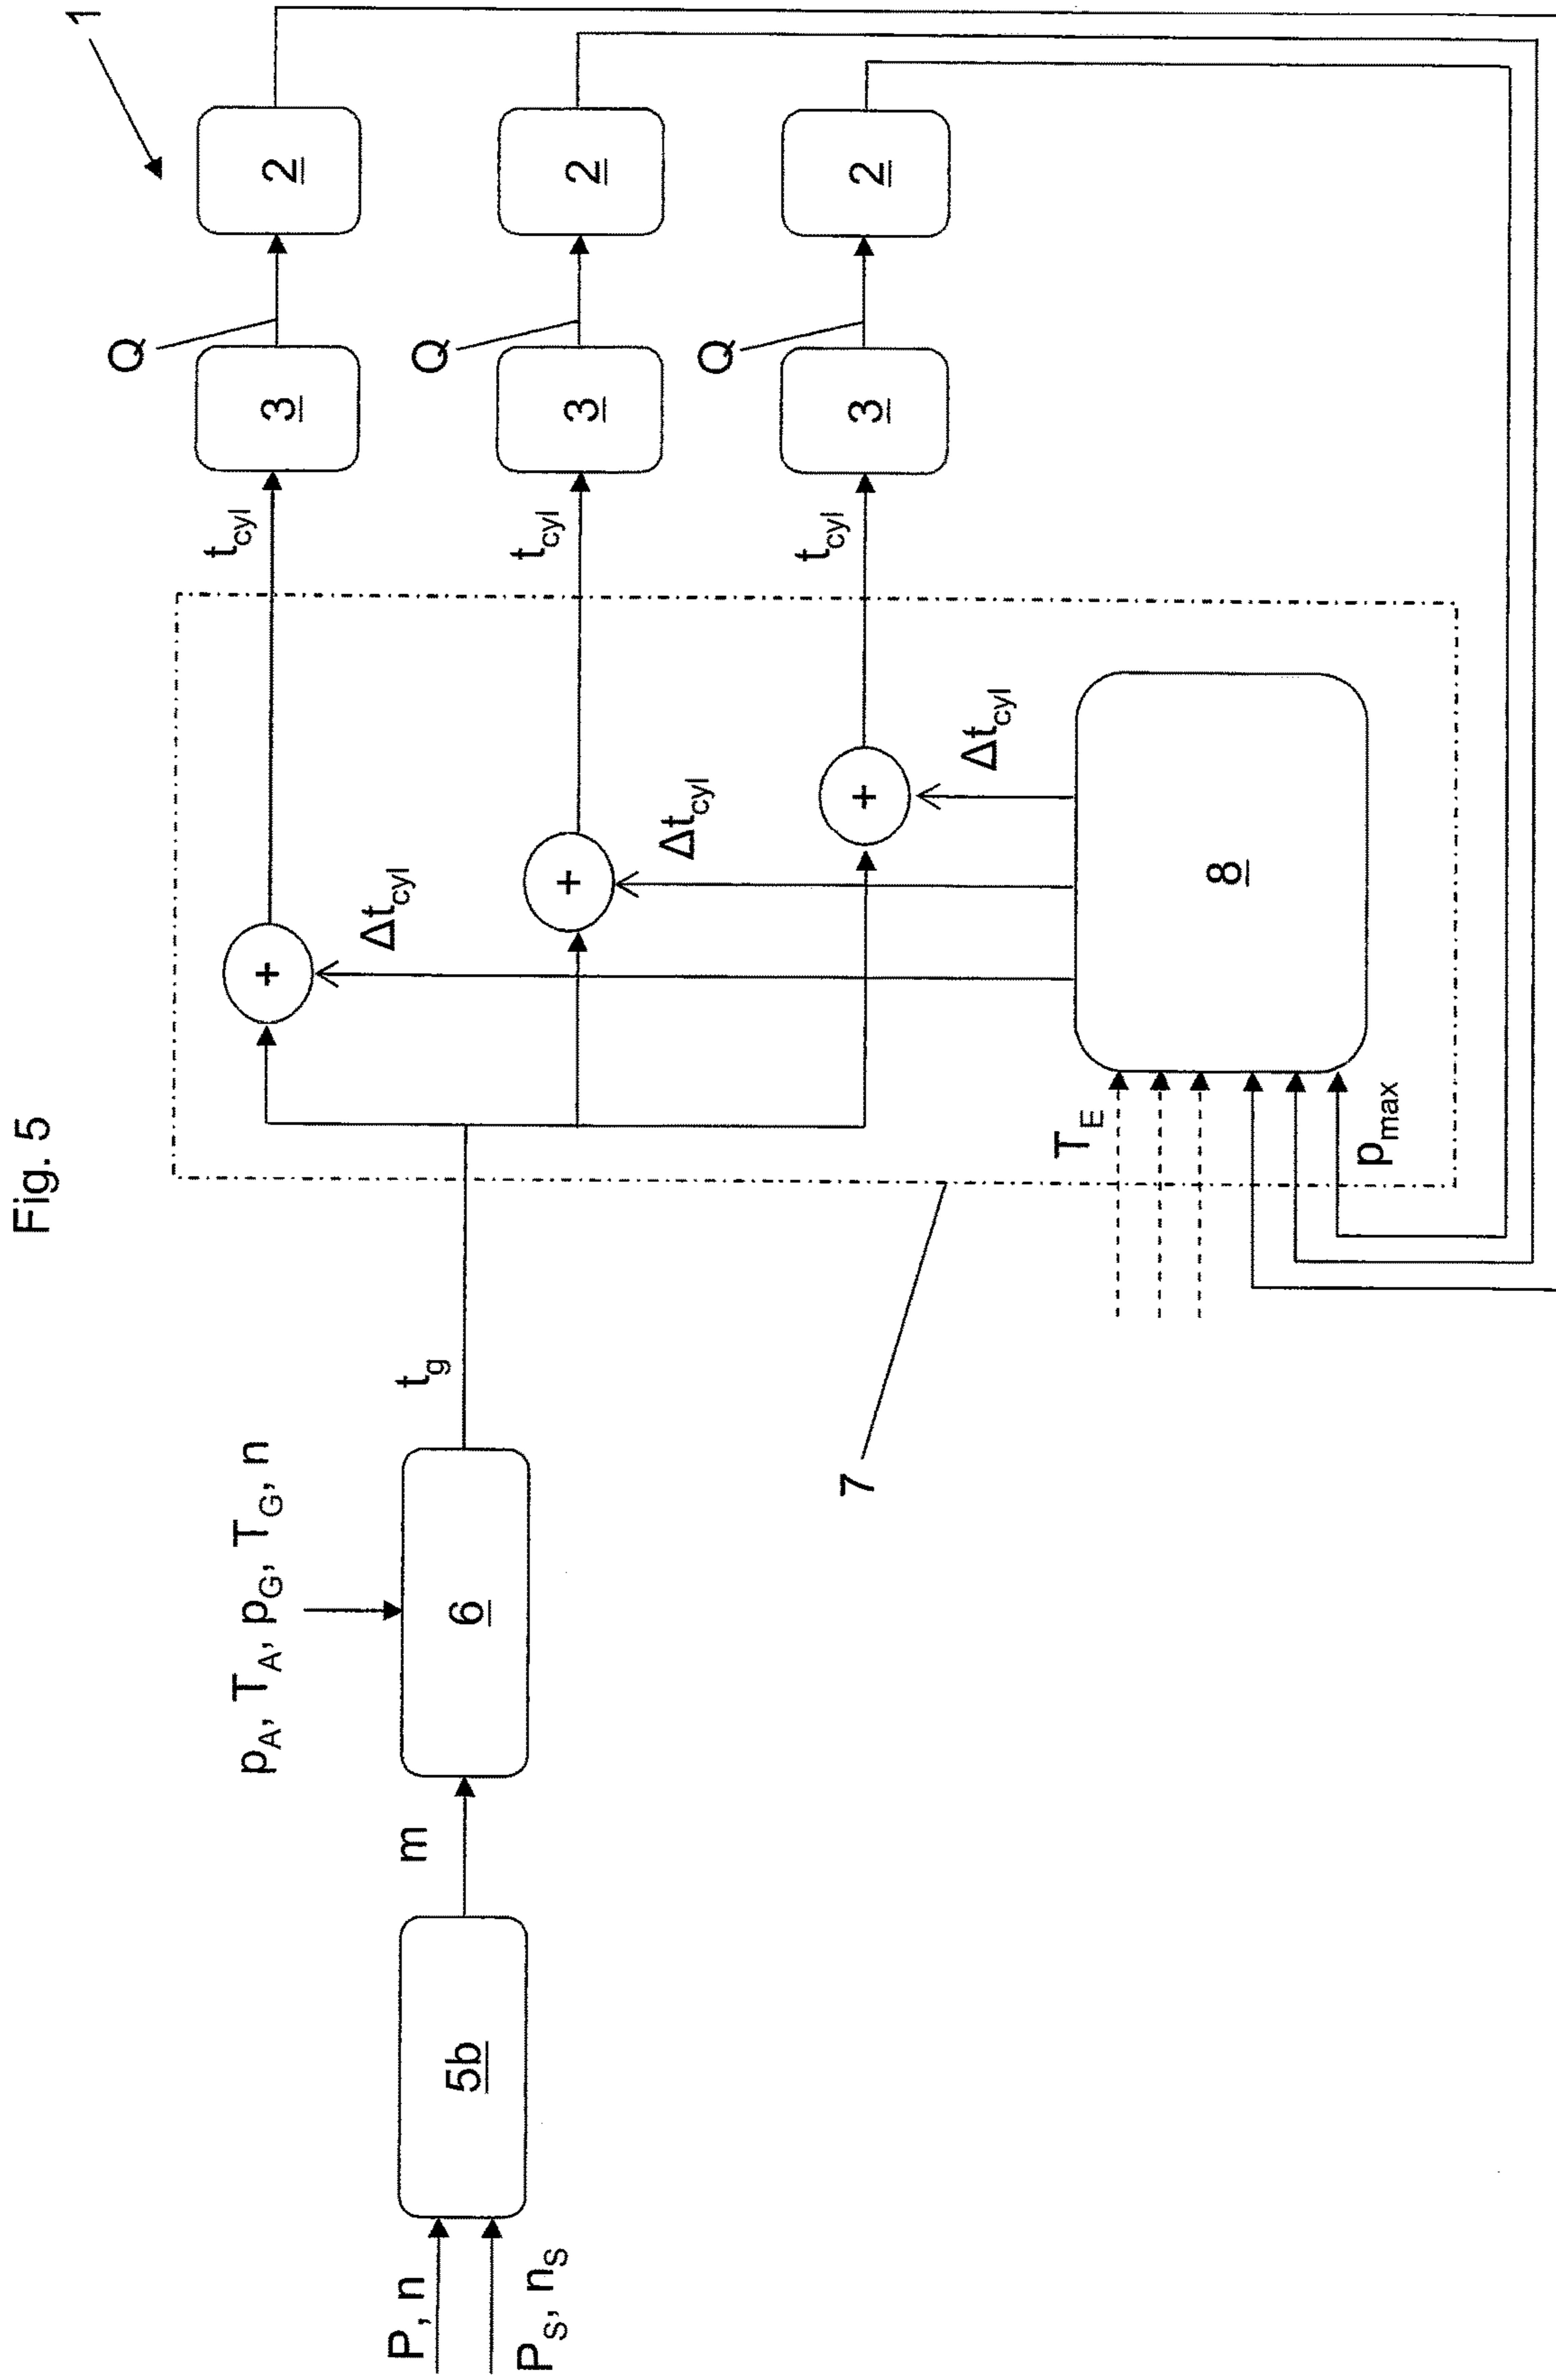 Fig. 5
1
P, n
P_S, n_S
5b
m
p_A, T_A, p_G, T_G, n
6
t_g
7
+
+
+
Δt_cyl
Δt_cyl
Δt_cyl
T_E
p_max
8
t_cyl
t_cyl
t_cyl
3
3
3
Q
Q
Q
2
2
2